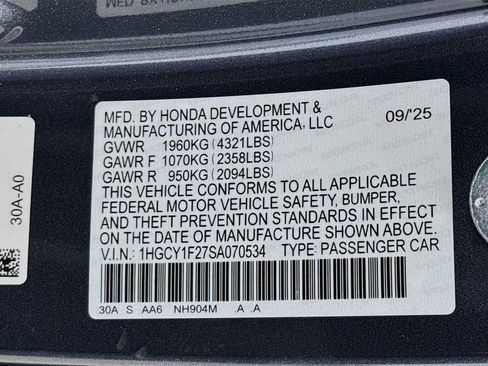 MFD. BY HONDA DEVELOPMENT & 09/'25
MANUFACTURING OF AMERICA, LLC
GVWR 1960KG (4321LBS)
GAWR F 1070KG (2358LBS)
GAWR R 950KG (2094LBS)
THIS VEHICLE CONFORMS TO ALL APPLICABLE
FEDERAL MOTOR VEHICLE SAFETY, BUMPER,
AND THEFT PREVENTION STANDARDS IN EFFECT
ON THE DATE OF MANUFACTURE SHOWN ABOVE.
V.I.N.: 1HGCY1F27SA070534 TYPE: PASSENGER CAR
30A S AA6 NH904M .A .A
30A-A0